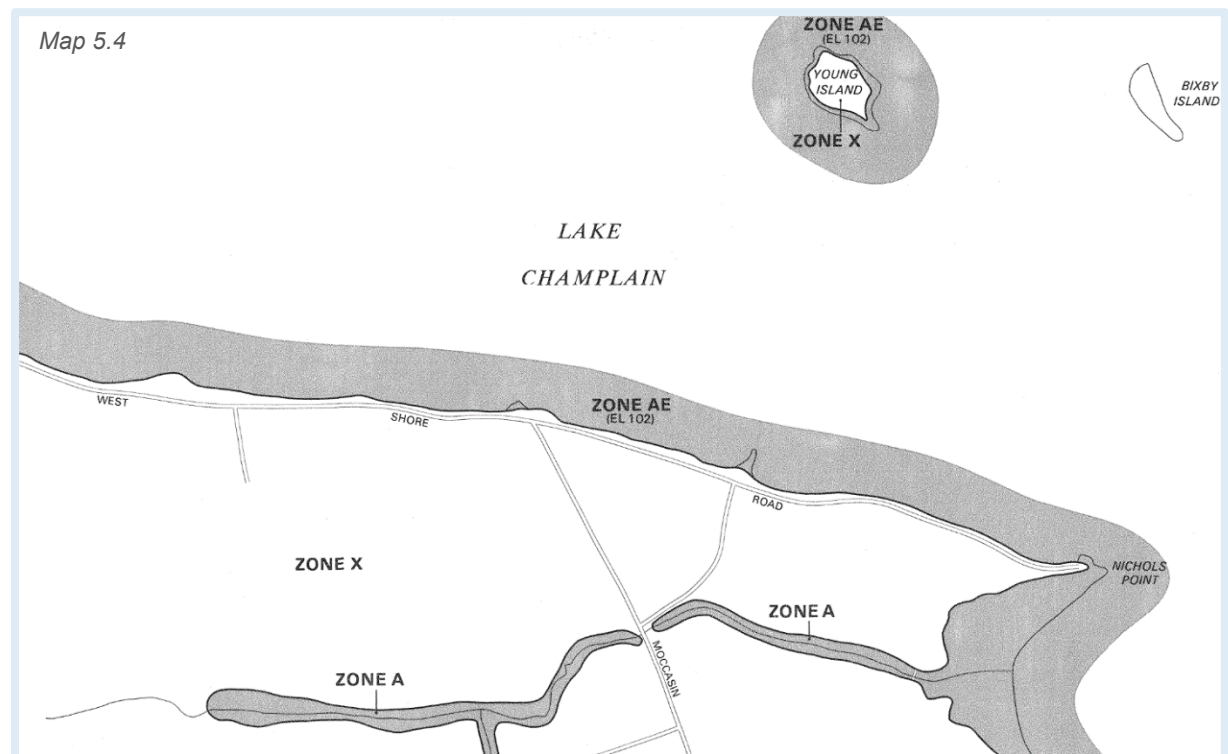 Map 5.4
ZONE AE
(EL 102)
YOUNG
ISLAND
ZONE X
BIXBY
ISLAND
LAKE
CHAMPLAIN
WEST
SHORE
ZONE AE
(EL 102)
ROAD
ZONE X
NICHOLS
POINT
ZONE A
MOCCASIN
ZONE A